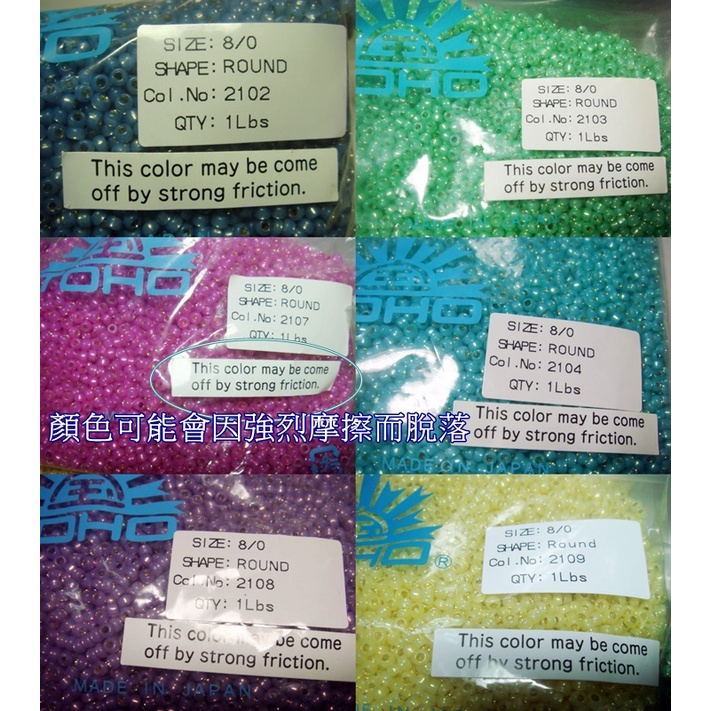 SIZE: 8/0
SHAPE: ROUND
Col.No: 2102
QTY: 1Lbs
This color may be come
off by strong friction.
OHO
SIZE: 8/0
SHAPE: ROUND
Col.No: 2103
QTY: 1Lbs
This color may be come
off by strong friction.
TOHO
SIZE: 8/0
SHAPE: ROUND
Col.No: 2107
QTY: 1Lbs
This color may be come
off by strong friction.
顏色可能會因強烈摩擦而脫落
OHO
SIZE: 8/0
SHAPE: ROUND
Col.No: 2104
QTY: 1Lbs
This color may be come
off by strong friction.
MADE IN JAPAN
OHO
SIZE: 8/0
SHAPE: ROUND
Col.No: 2108
QTY: 1Lbs
This color may be come
off by strong friction.
MADE IN JAPAN
HO ®
SIZE: 8/0
SHAPE: Round
Col.No: 2109
QTY: 1Lbs
This color may be come
off by strong friction.